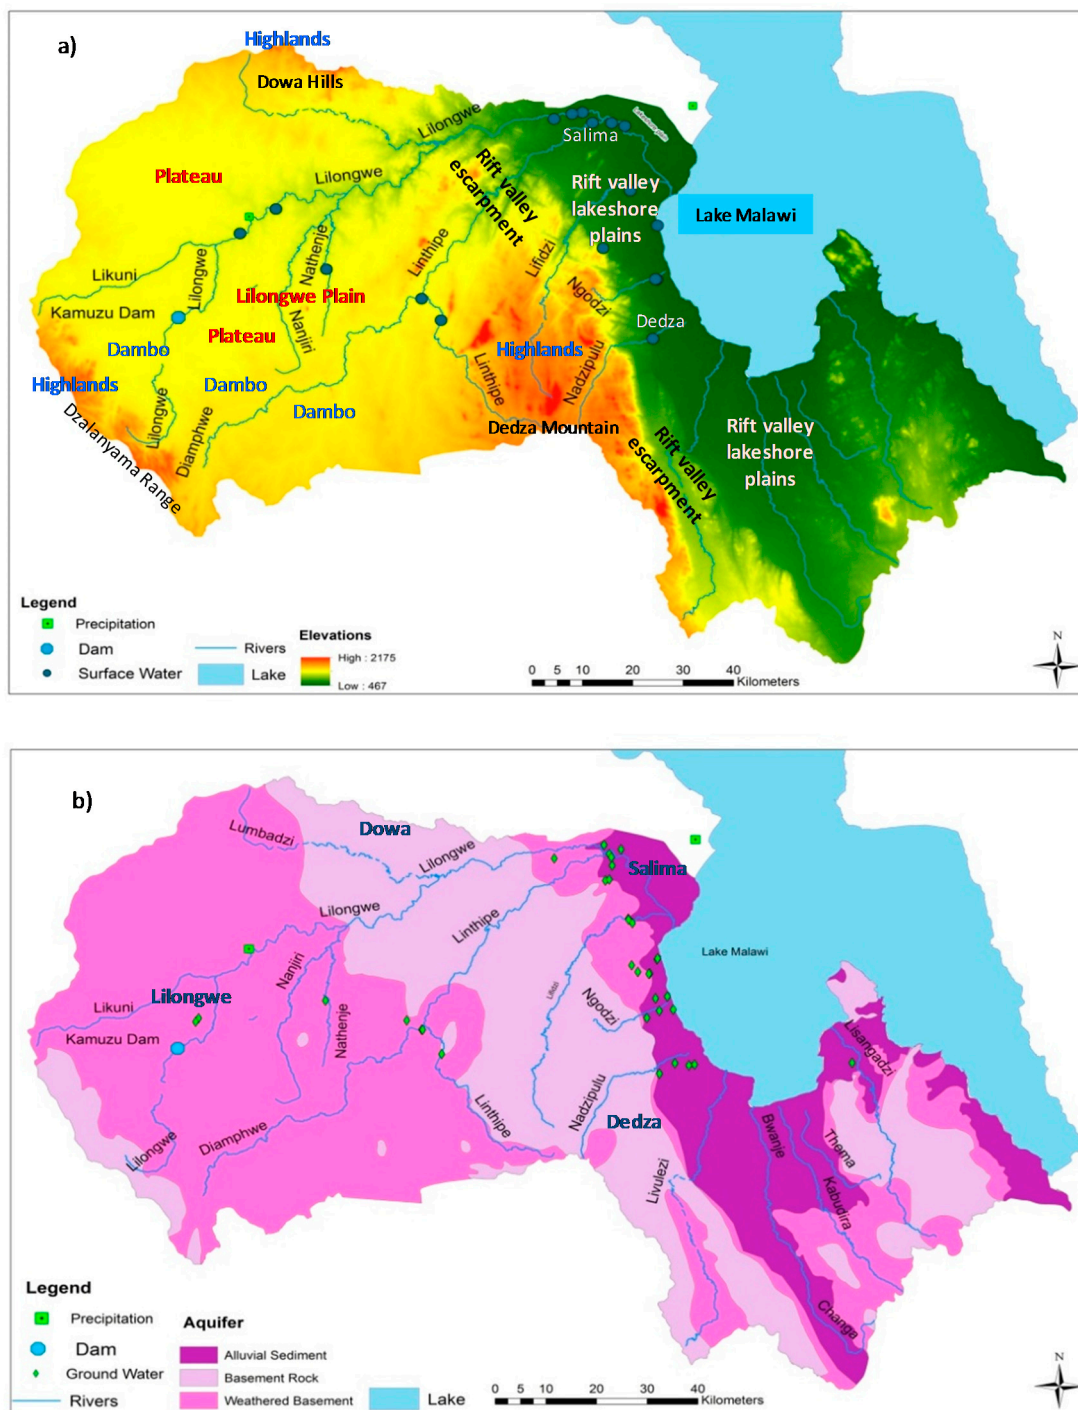 a)
Highlands
Dowa Hills
Lilongwe
Salima
Lakeshore plain
Plateau
Lilongwe
Rift valley
escarpment
Rift valley
lakeshore
plains
Lake Malawi
Likuni
Lilongwe
Nathenje
Linthipe
Lifidzi
Ngodzi
Kamuzu Dam
Lilongwe Plain
Plateau
Nanjiri
Dedza
Dambo
Highlands
Dambo
Dambo
Highlands
Linthipe
Nadzipulu
Lilongwe
Diamphwe
Dzalanyama Range
Dedza Mountain
Rift valley
escarpment
Rift valley
lakeshore
plains
Legend
Precipitation
Dam
Surface Water
Rivers
Lake
Elevations
High : 2175
Low : 467
0 5 10 20 30 40
Kilometers
N
b)
Lumbadzi
Dowa
Lilongwe
Salima
Lilongwe
Linthipe
Nanjiri
Lake Malawi
Likuni
Lilongwe
Kamuzu Dam
Nathenje
Lifidzi
Ngodzi
Lisangadzi
Nadzipulu
Dedza
Linthipe
Lilongwe
Diamphwe
Livulezi
Bwanje
Thema
Kabudira
Changa
Legend
Precipitation
Dam
Ground Water
Rivers
Aquifer
Alluvial Sediment
Basement Rock
Weathered Basement
Lake
0 5 10 20 30 40
Kilometers
N